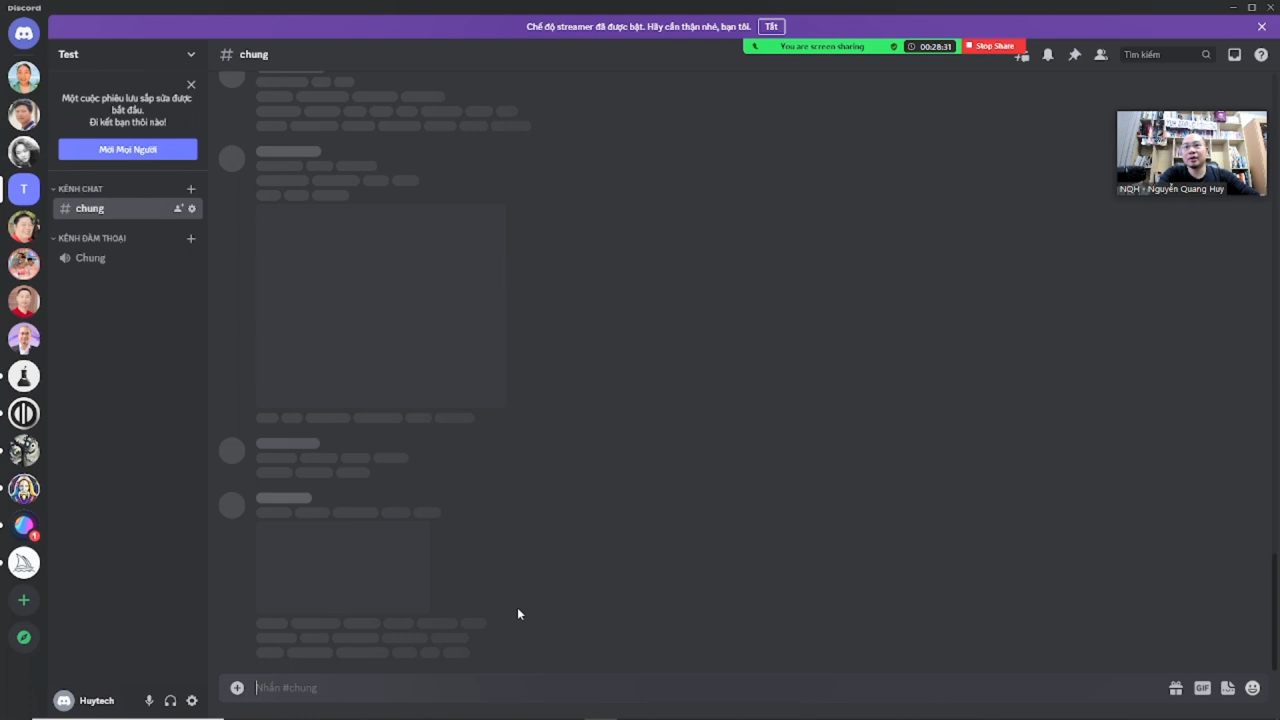 Discord
Chế độ streamer đã được bật. Hãy cẩn thận nhé, bạn tôi.
Tắt
Test
# chung
You are screen sharing
00:28:31
Stop Share
Tìm kiếm
Một cuộc phiêu lưu sắp sửa được
bắt đầu.
Đi kết bạn thôi nào!
Mời Mọi Người
KÊNH CHAT
# chung
KÊNH ĐÀM THOẠI
Chung
NQH - Nguyễn Quang Huy
T
1
Huytech
Nhắn #chung
GIF